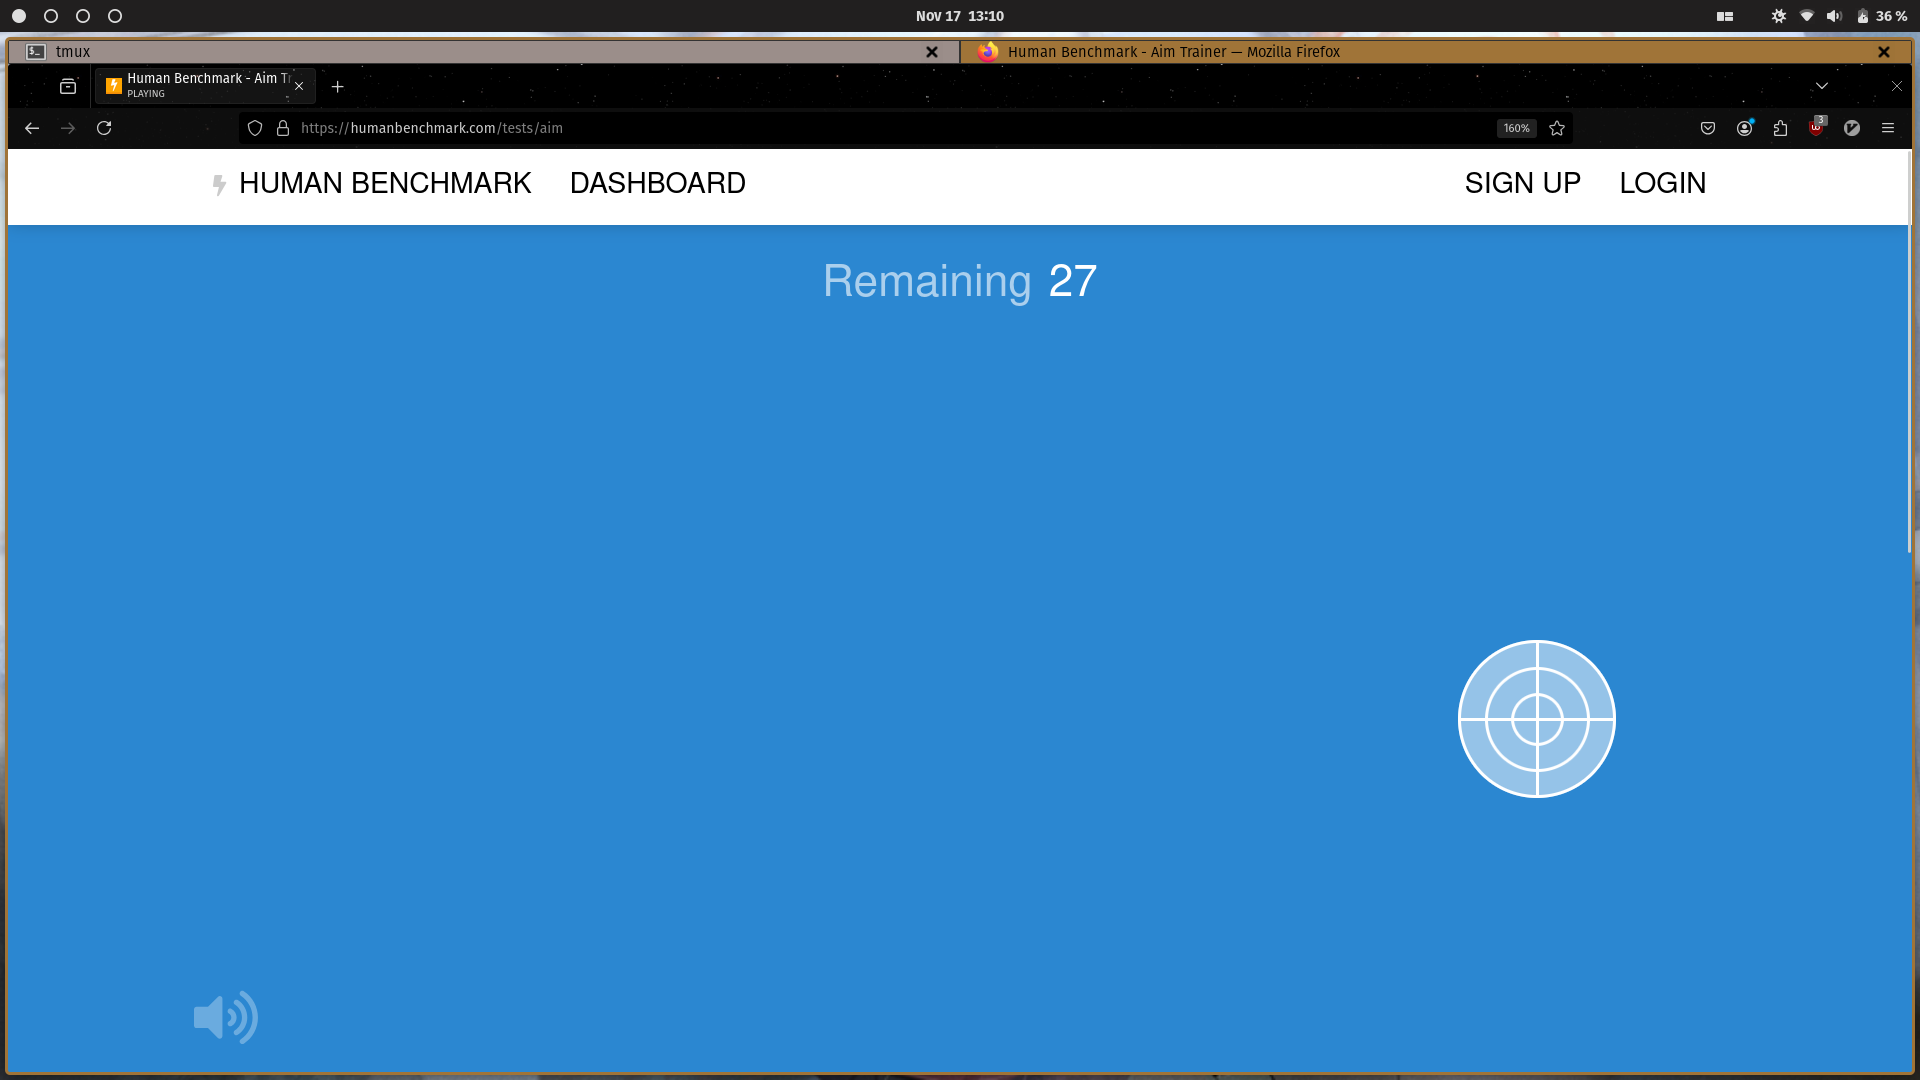 Nov 17 13:10
36 %
$_ tmux
Human Benchmark - Aim Trainer — Mozilla Firefox
Human Benchmark - Aim Tr
PLAYING
https://humanbenchmark.com/tests/aim
160%
3
HUMAN BENCHMARK
DASHBOARD
SIGN UP
LOGIN
Remaining 27